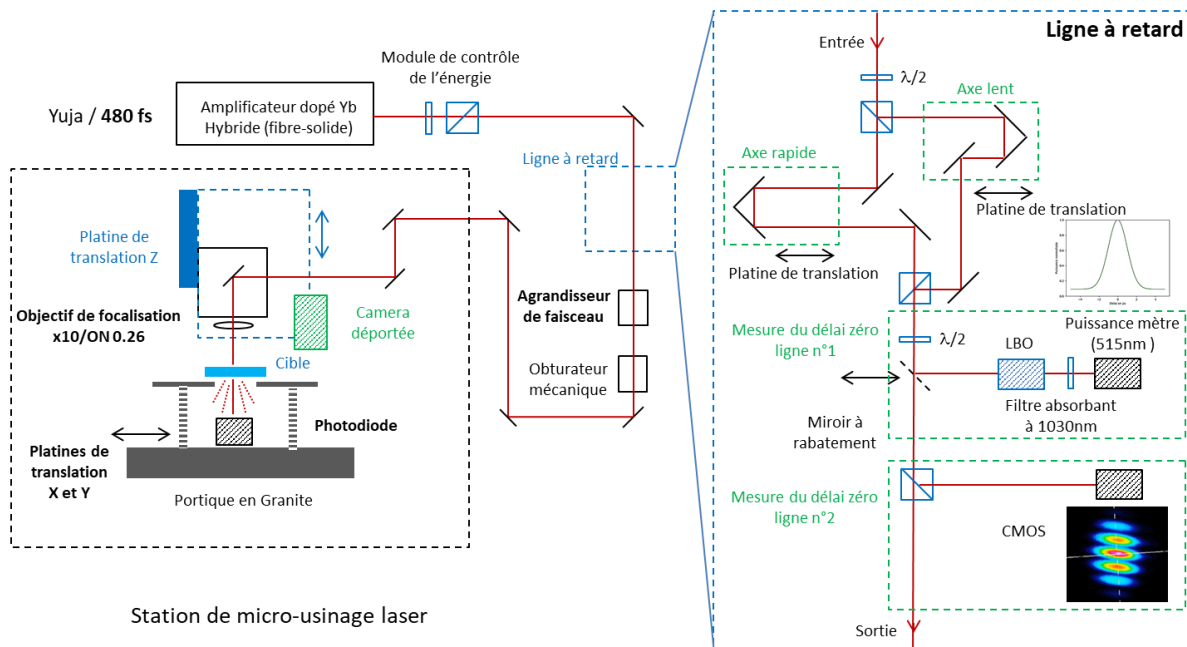 Module de contrôle
de l'énergie
Yuja / 480 fs
Amplificateur dopé Yb
Hybride (fibre-solide)
Ligne à retard
Platine de
translation Z
Objectif de focalisation
x10/ON 0.26
Camera
déportée
Cible
Agrandisseur
de faisceau
Obturateur
mécanique
Photodiode
Platines de
translation
X et Y
Portique en Granite
Station de micro-usinage laser
Ligne à retard
Entrée
λ/2
Axe lent
Axe rapide
Platine de translation
Platine de translation
Mesure du délai zéro
ligne n°1
λ/2
LBO
Puissance mètre
(515nm )
Filtre absorbant
à 1030nm
Miroir à
rabatement
Mesure du délai zéro
ligne n°2
CMOS
Sortie